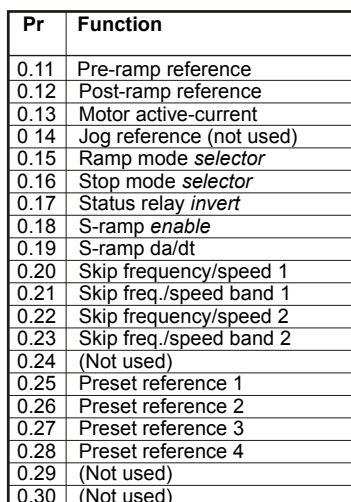 Pr Function
0.11 Pre-ramp reference
0.12 Post-ramp reference
0.13 Motor active-current
0 14 Jog reference (not used)
0.15 Ramp mode selector
0.16 Stop mode selector
0.17 Status relay invert
0.18 S-ramp enable
0.19 S-ramp da/dt
0.20 Skip frequency/speed 1
0.21 Skip freq./speed band 1
0.22 Skip frequency/speed 2
0.23 Skip freq./speed band 2
0.24 (Not used)
0.25 Preset reference 1
0.26 Preset reference 2
0.27 Preset reference 3
0.28 Preset reference 4
0.29 (Not used)
0.30 (Not used)